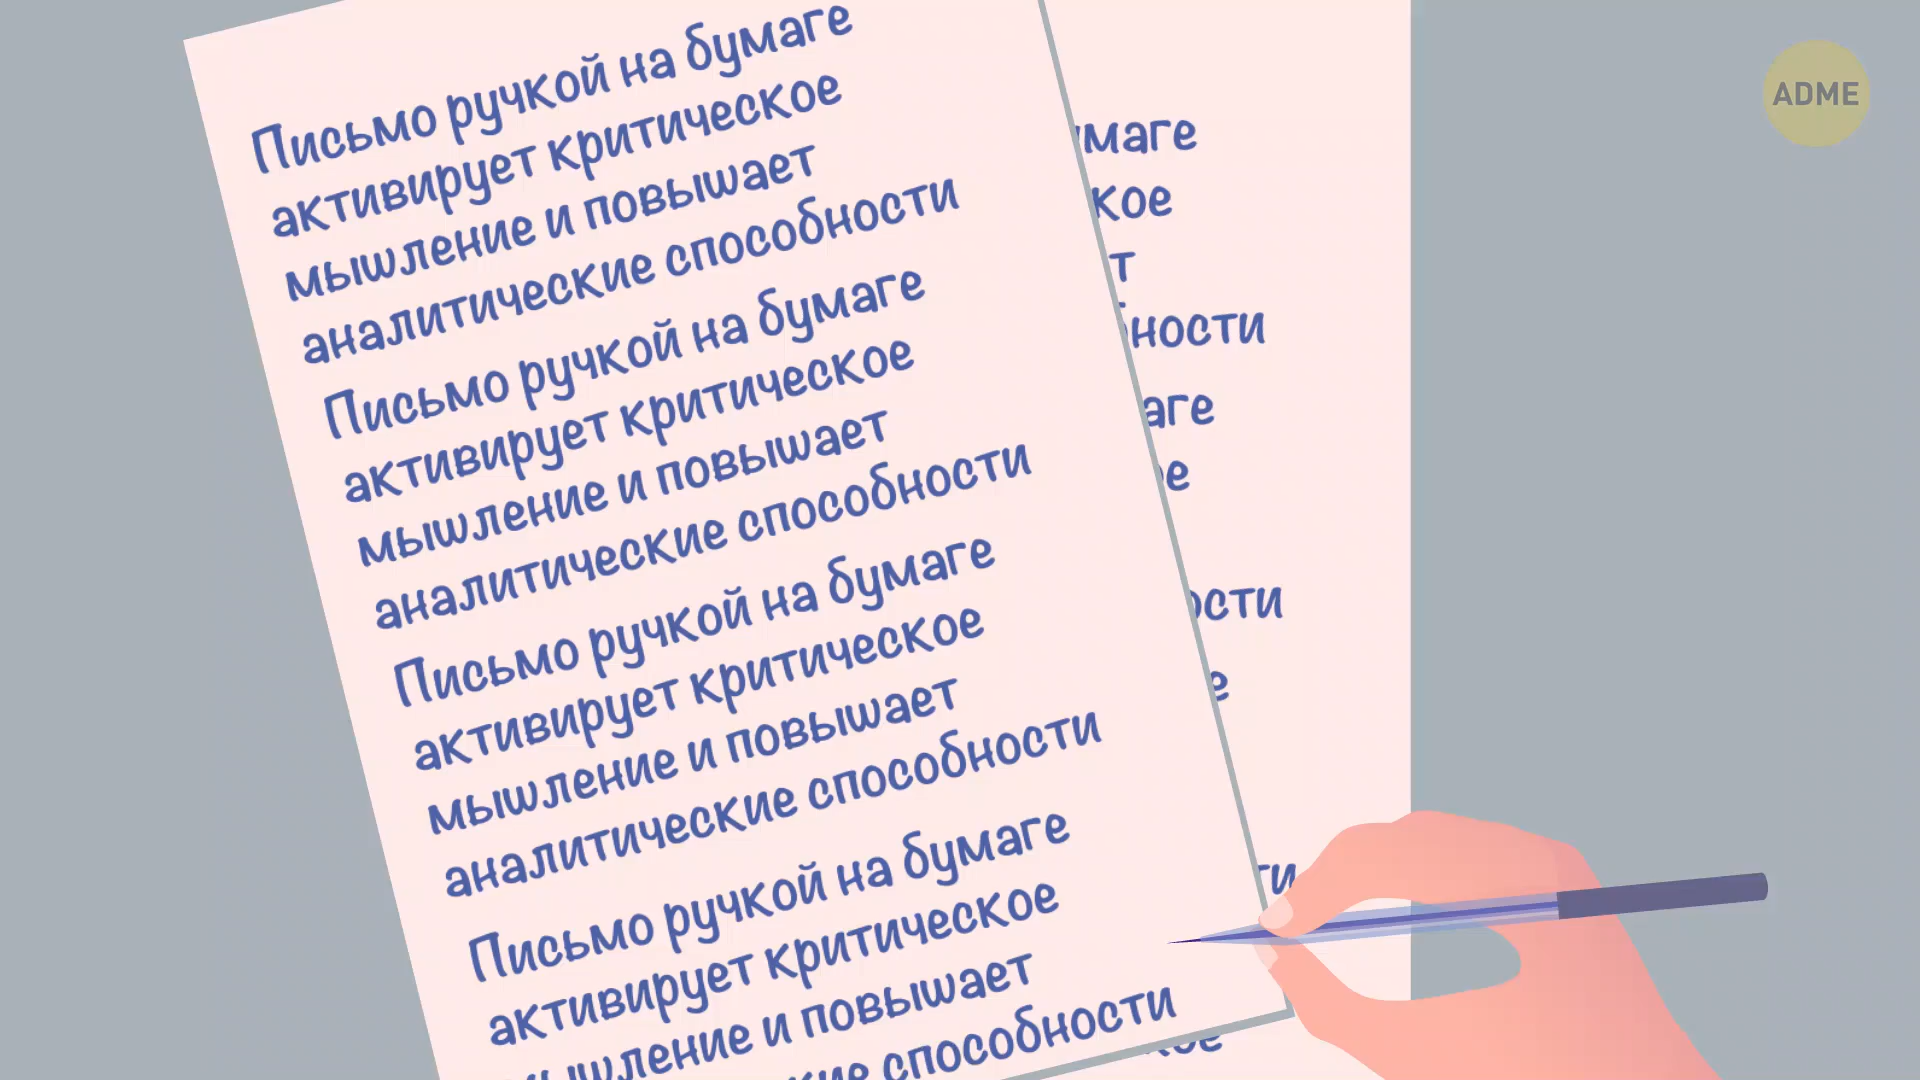 Письмо ручкой на бумаге
активирует критическое
мышление и повышает
аналитические способности
Письмо ручкой на бумаге
активирует критическое
мышление и повышает
аналитические способности
Письмо ручкой на бумаге
активирует критическое
мышление и повышает
аналитические способности
Письмо ручкой на бумаге
активирует критическое
мышление и повышает
способности
ADME